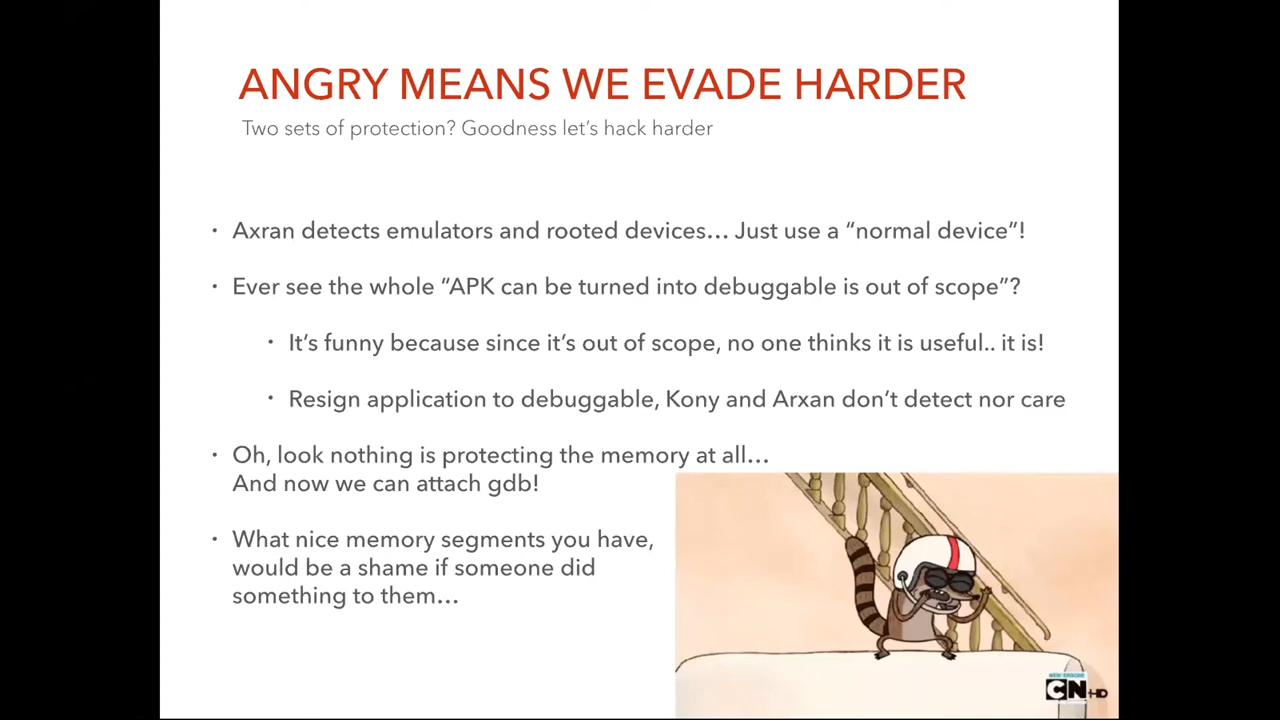 ANGRY MEANS WE EVADE HARDER
Two sets of protection? Goodness let's hack harder
• Axran detects emulators and rooted devices… Just use a “normal device”!
• Ever see the whole “APK can be turned into debuggable is out of scope”?
• It's funny because since it's out of scope, no one thinks it is useful.. it is!
• Resign application to debuggable, Kony and Arxan don't detect nor care
• Oh, look nothing is protecting the memory at all…
And now we can attach gdb!
• What nice memory segments you have,
would be a shame if someone did
something to them…
NEW EPISODE
CN HD